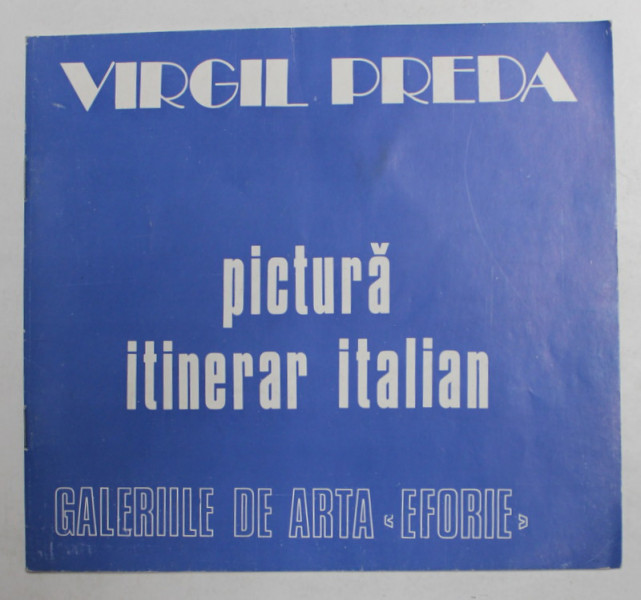 VIRGIL PREDA
pictură
itinerar italian
GALERIILE DE ARTA «EFORIE»